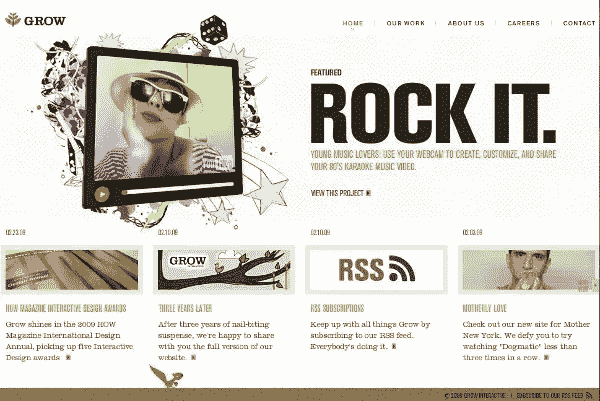 GROW
HOME
OUR WORK
ABOUT US
CAREERS
CONTACT
FEATURED
ROCK IT.
YOUNG MUSIC LOVERS: USE YOUR WEBCAM TO CREATE, CUSTOMIZE, AND SHARE
YOUR 80'S KARAOKE MUSIC VIDEO.
VIEW THIS PROJECT
02.23.09
HOW MAGAZINE INTERACTIVE DESIGN AWARDS
Grow shines in the 2009 HOW
Magazine International Design
Annual, picking up five Interactive
Design awards
02.10.09
GROW
THREE YEARS LATER
After three years of nail-biting
suspense, we're happy to share
with you the full version of our
website.
02.10.09
RSS
RSS SUBSCRIPTIONS
Keep up with all things Grow by
subscribing to our RSS feed.
Everybody's doing it.
MOTHERLY LOVE
Check out our new site for Mother
New York. We defy you to try
watching "Dogmatic" less than
three times in a row.
© 2009 GROW INTERACTIVE | SUBSCRIBE TO OUR RSS FEED